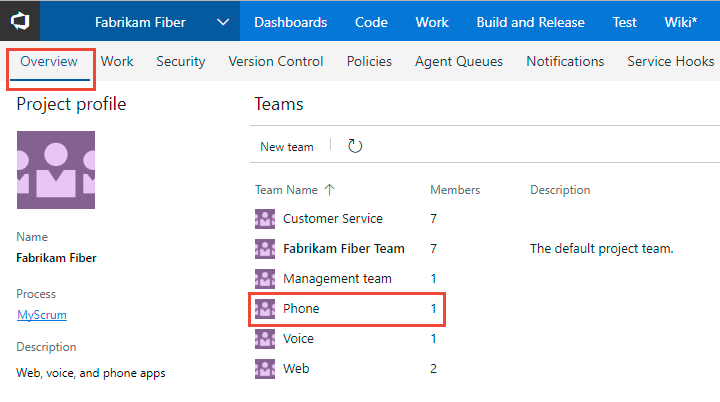 Fabrikam Fiber Dashboards Code Work Build and Release Test Wiki*
Overview Work Security Version Control Policies Agent Queues Notifications Service Hooks
Project profile
Name
Fabrikam Fiber
Process
MyScrum
Description
Web, voice, and phone apps
Teams
New team
Team Name Members Description
Customer Service 7
Fabrikam Fiber Team 7 The default project team.
Management team 1
Phone 1
Voice 1
Web 2